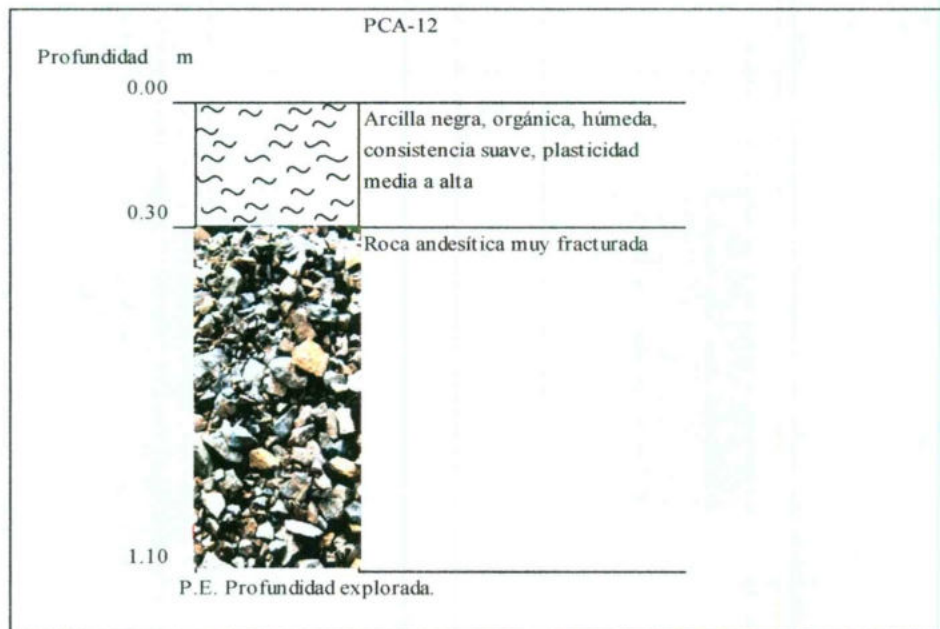 PCA-12
Profundidad m
0.00
Arcilla negra, orgánica, húmeda,
consistencia suave, plasticidad
media a alta
0.30
Roca andesítica muy fracturada
1.10
P.E. Profundidad explorada.